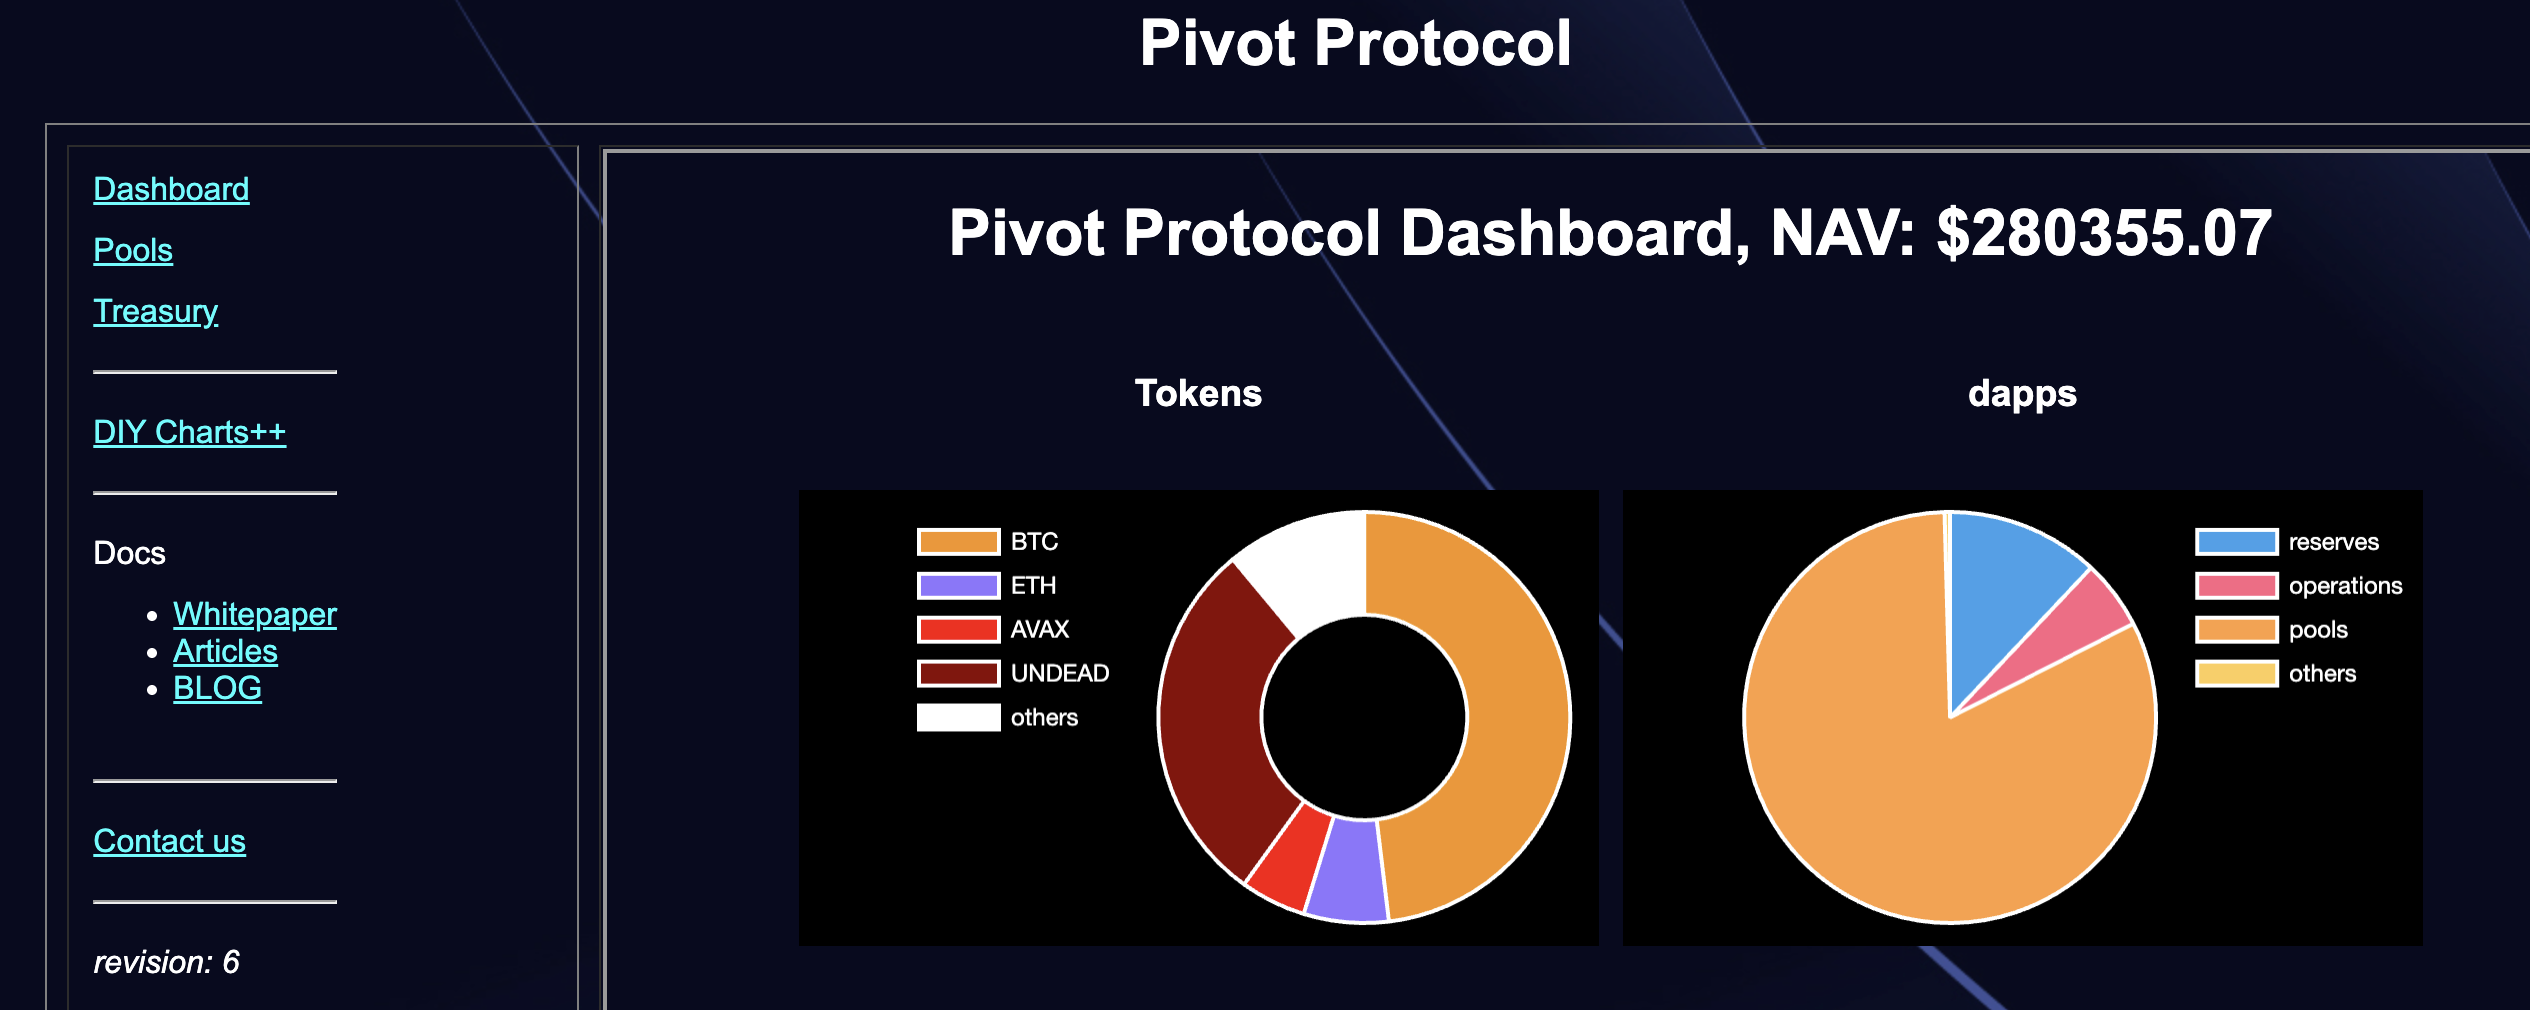 Pivot Protocol
Dashboard
Pools
Treasury
DIY Charts++
Docs
Whitepaper
Articles
BLOG
Contact us
revision: 6
Pivot Protocol Dashboard, NAV: $280355.07
Tokens
BTC
ETH
AVAX
UNDEAD
others
dapps
reserves
operations
pools
others